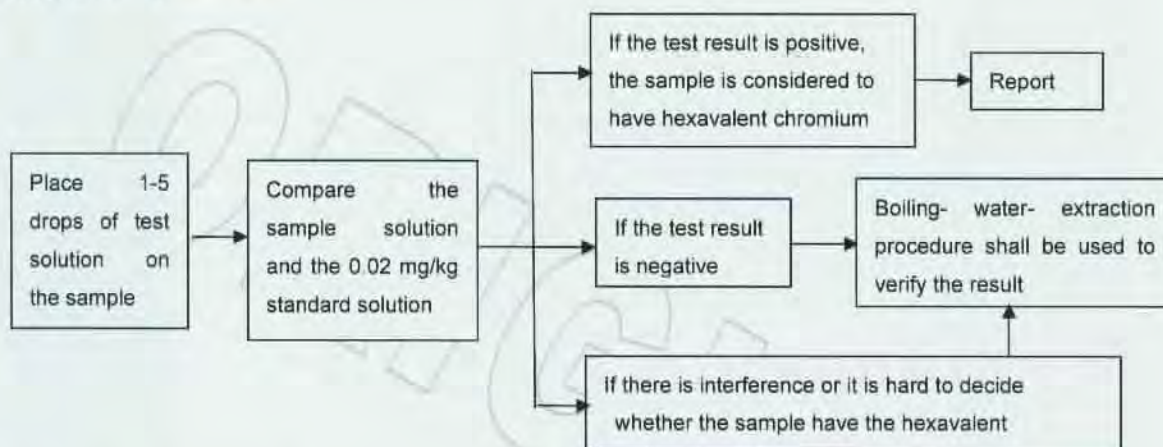 Place 1-5
drops of test
solution on
the sample
Compare the
sample solution
and the 0.02 mg/kg
standard solution
If the test result is positive,
the sample is considered to
have hexavalent chromium
Report
If the test result
is negative
Boiling- water- extraction
procedure shall be used to
verify the result
If there is interference or it is hard to decide
whether the sample have the hexavalent